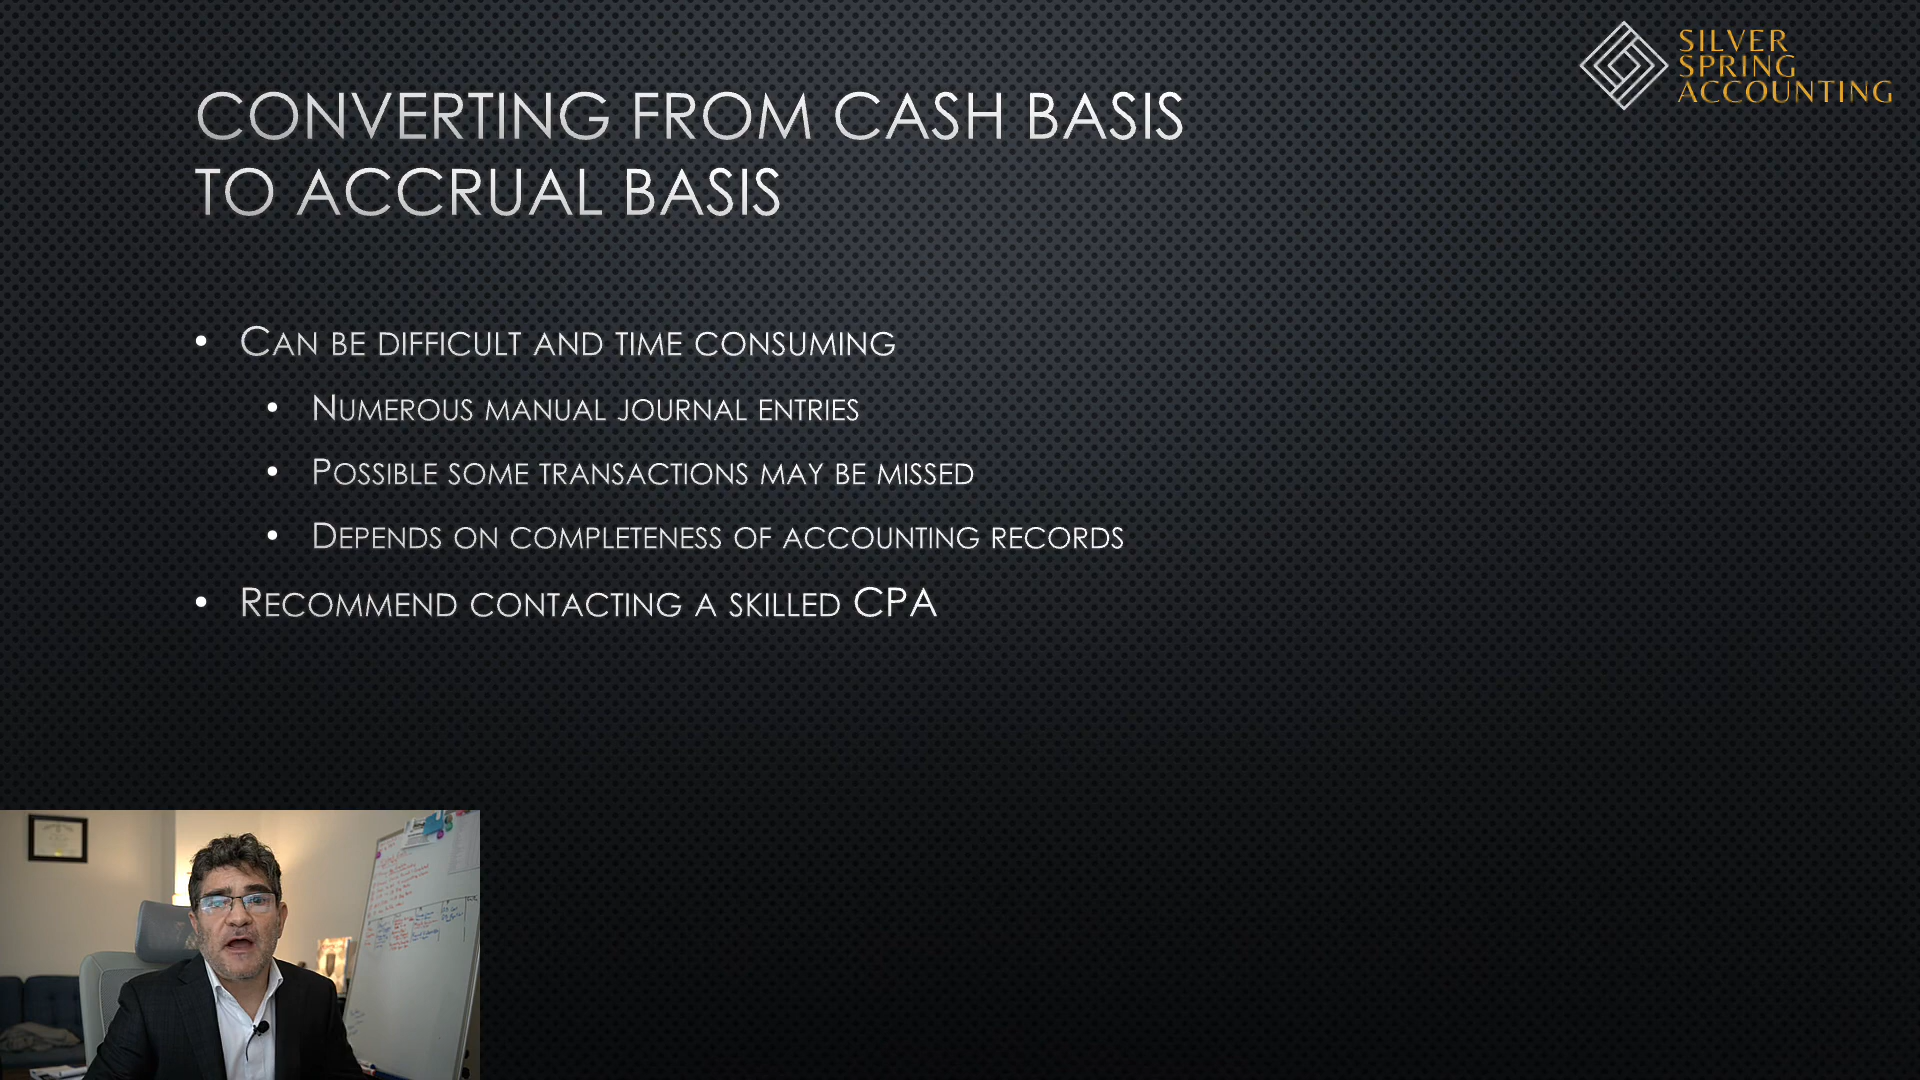 SILVER
SPRING
ACCOUNTING
CONVERTING FROM CASH BASIS
TO ACCRUAL BASIS
• CAN BE DIFFICULT AND TIME CONSUMING
• NUMEROUS MANUAL JOURNAL ENTRIES
• POSSIBLE SOME TRANSACTIONS MAY BE MISSED
• DEPENDS ON COMPLETENESS OF ACCOUNTING RECORDS
• RECOMMEND CONTACTING A SKILLED CPA